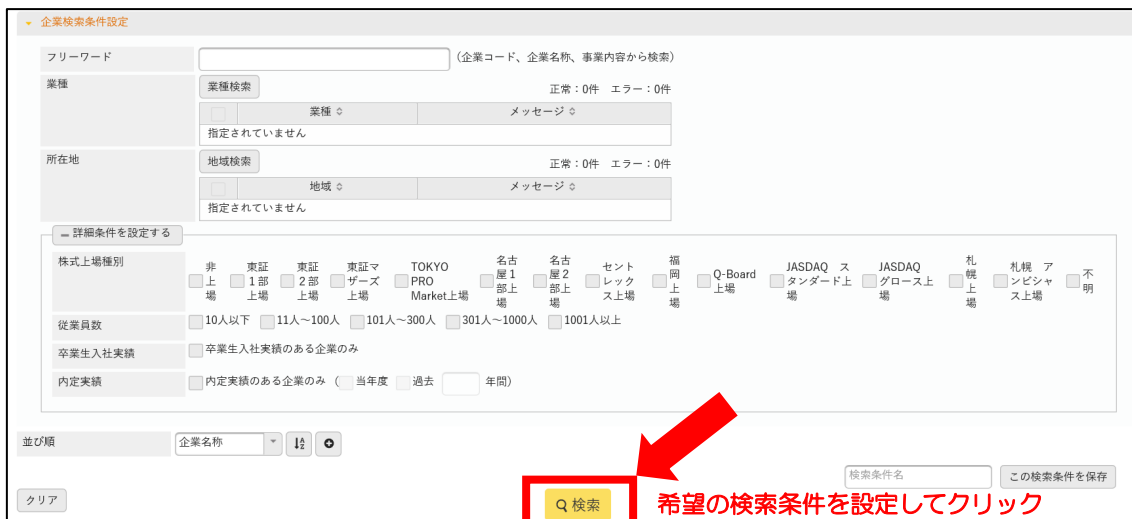 企業検索条件設定
フリーワード (企業コード、企業名称、事業内容から検索)
業種 業種検索 正常：0件 エラー：0件
業種 メッセージ
指定されていません
所在地 地域検索 正常：0件 エラー：0件
地域 メッセージ
指定されていません
詳細条件を設定する
株式上場種別 非上場 東証1部上場 東証2部上場 東証マザーズ上場 TOKYO PRO Market上場 名古屋1部上場 名古屋2部上場 セントレックス上場 福岡上場 Q-Board上場 JASDAQ スタンダード上場 JASDAQ グロース上場 札幌上場 札幌 アンビシャス上場 不明
従業員数 10人以下 11人～100人 101人～300人 301人～1000人 1001人以上
卒業生入社実績 卒業生入社実績のある企業のみ
内定実績 内定実績のある企業のみ ( 当年度 過去 年間)
並び順 企業名称
検索条件名 この検索条件を保存
クリア 検索 希望の検索条件を設定してクリック